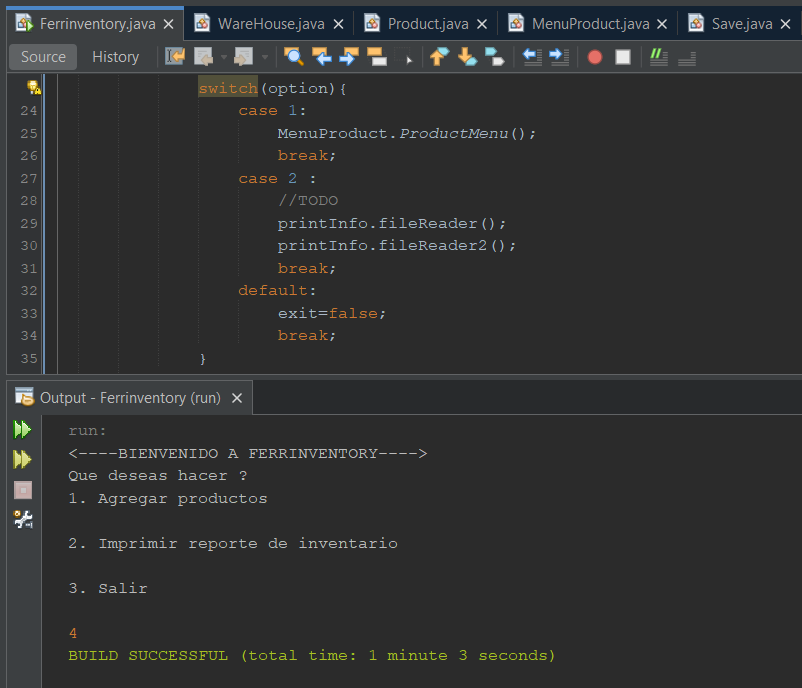 Ferrinventory.java × WareHouse.java × Product.java × MenuProduct.java × Save.java ×
Source History
switch(option){
24 case 1:
25 MenuProduct.ProductMenu();
26 break;
27 case 2 :
28 //TODO
29 printInfo.fileReader();
30 printInfo.fileReader2();
31 break;
32 default:
33 exit=false;
34 break;
35 }
Output - Ferrinventory (run) ×
run:
<----BIENVENIDO A FERRINVENTORY---->
Que deseas hacer ?
1. Agregar productos
2. Imprimir reporte de inventario
3. Salir
4
BUILD SUCCESSFUL (total time: 1 minute 3 seconds)